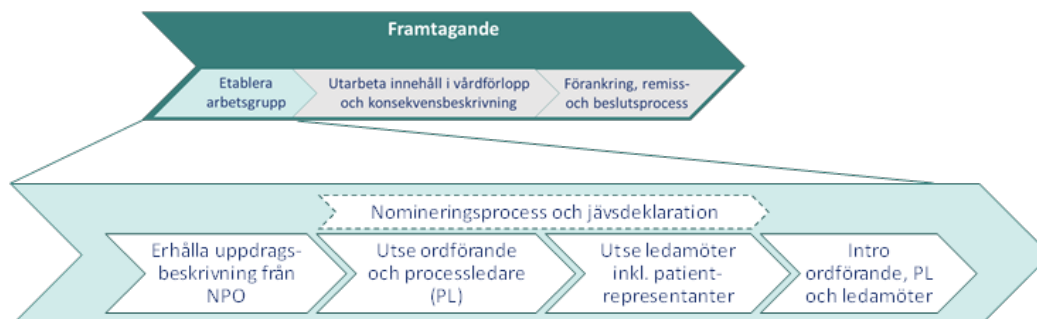 Framtagande
Etablera
arbetsgrupp
Utarbeta innehåll i vårdförlopp
och konsekvensbeskrivning
Förankring, remiss-
och beslutsprocess
Nomineringsprocess och jävsdeklaration
Erhålla uppdrags-
beskrivning från
NPO
Utse ordförande
och processledare
(PL)
Utse ledamöter
inkl. patient-
representanter
Intro
ordförande, PL
och ledamöter